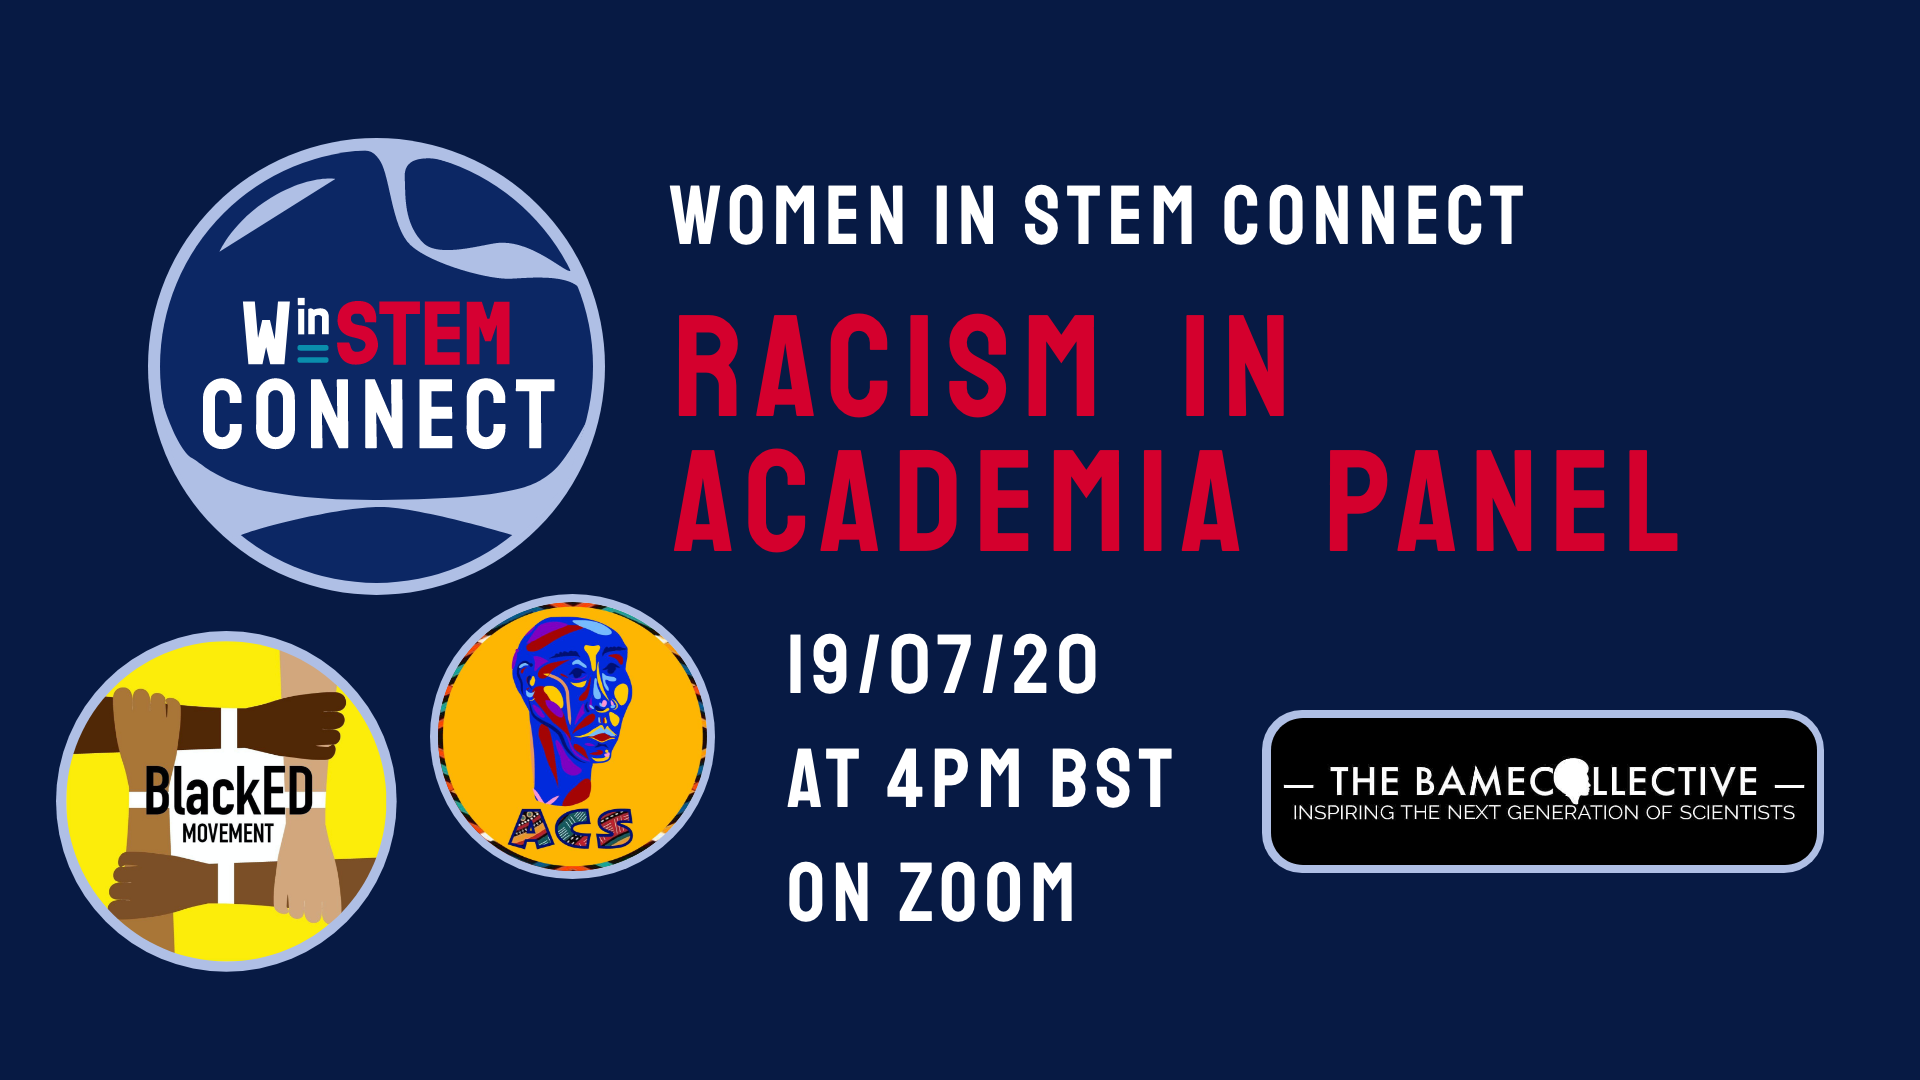 WOMEN IN STEM CONNECT
RACISM IN
ACADEMIA PANEL
WinSTEM
CONNECT
19/07/20
AT 4PM BST
ON ZOOM
BlackED
MOVEMENT
ACS
— THE BAMECOLLECTIVE —
INSPIRING THE NEXT GENERATION OF SCIENTISTS